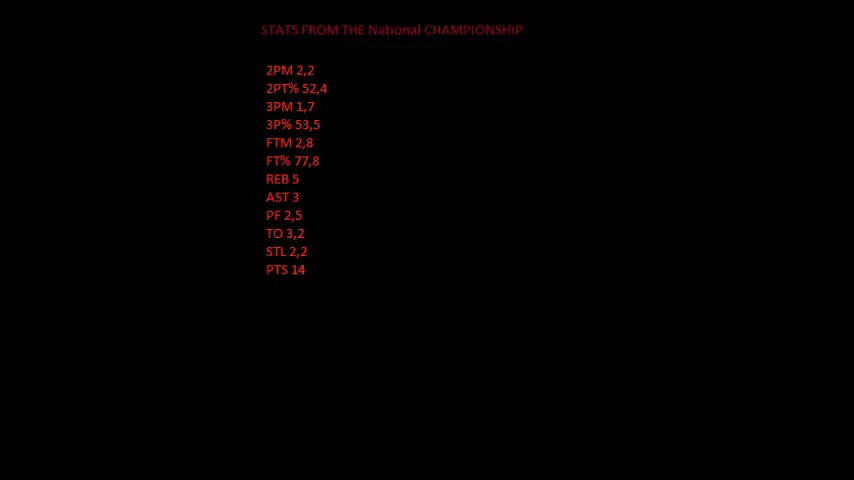 STATS FROM THE National CHAMPIONSHIP
2PM 2,2
2PT% 52,4
3PM 1,7
3P% 53,5
FTM 2,8
FT% 77,8
REB 5
AST 3
PF 2,5
TO 3,2
STL 2,2
PTS 14